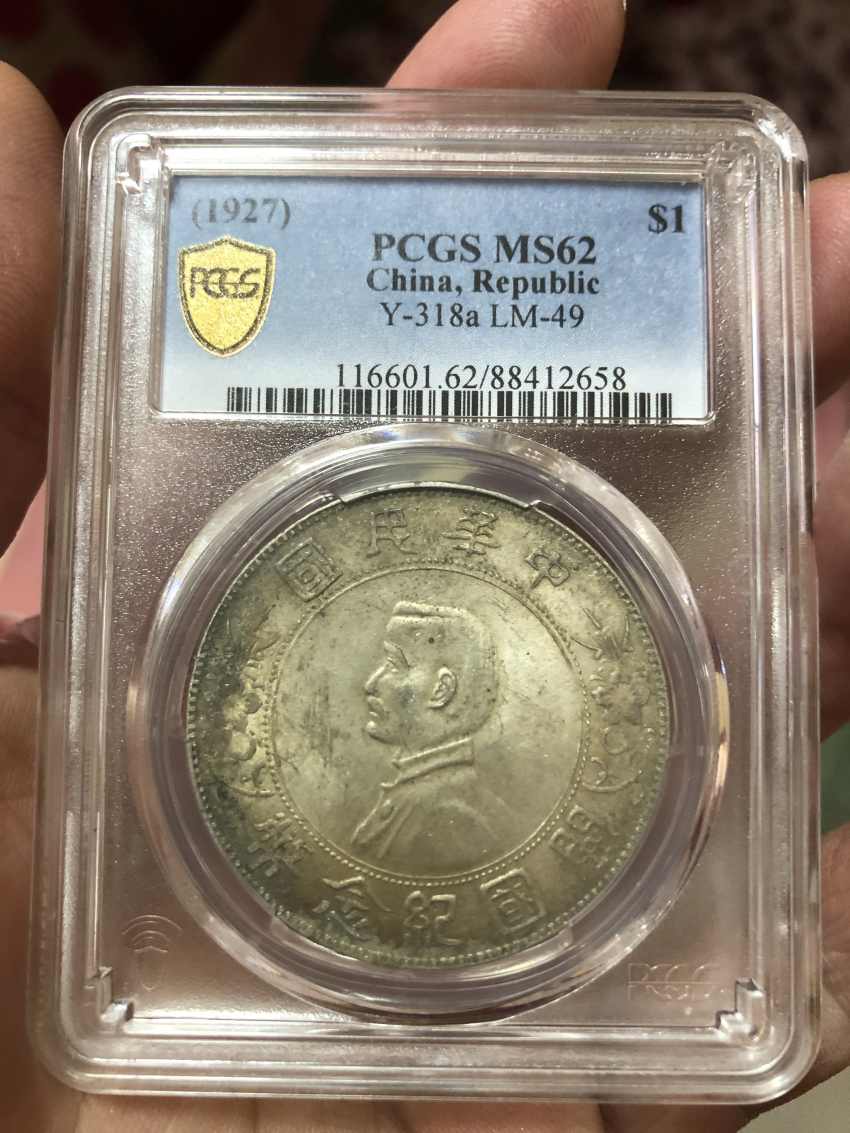 (1927)
$1
PCGS
PCGS MS62
China, Republic
Y-318a LM-49
116601.62/88412658
中華民國
開國紀念幣
PCGS